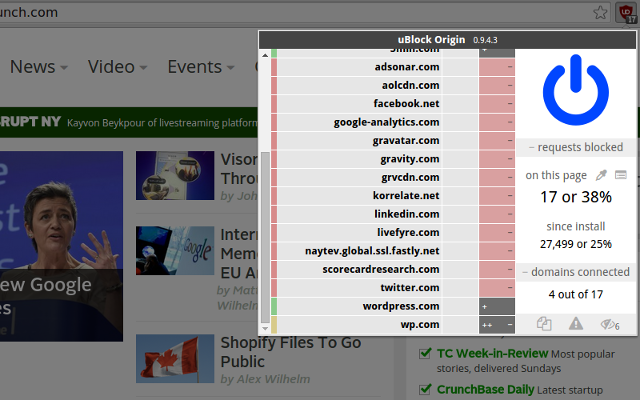 unch.com
17
uBlock Origin 0.9.4.3
5min.com +
adsonar.com −
aolcdn.com −
facebook.net −
google-analytics.com −
gravatar.com −
gravity.com −
grvcdn.com −
korrelate.net −
linkedin.com −
livefyre.com −
naytev.global.ssl.fastly.net −
scorecardresearch.com −
twitter.com −
wordpress.com +
wp.com ++ −
− requests blocked
on this page
17 or 38%
since install
27,499 or 25%
− domains connected
4 out of 17
6
News
Video
Events
RUPT NY Kayvon Beykpour of livestreaming platform
ew Google
es
Throu
by Joh
Inter
Mem
EU A
by Mat
Wilhelm
Shopify Files To Go
Public
by Alex Wilhelm
TC Week-in-Review Most popular
stories, delivered Sundays
CrunchBase Daily Latest startup